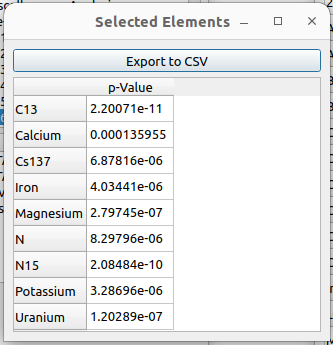 Selected Elements
Export to CSV
p-Value
C13 2.20071e-11
Calcium 0.000135955
Cs137 6.87816e-06
Iron 4.03441e-06
Magnesium 2.79745e-07
N 8.29796e-06
N15 2.08484e-10
Potassium 3.28696e-06
Uranium 1.20289e-07